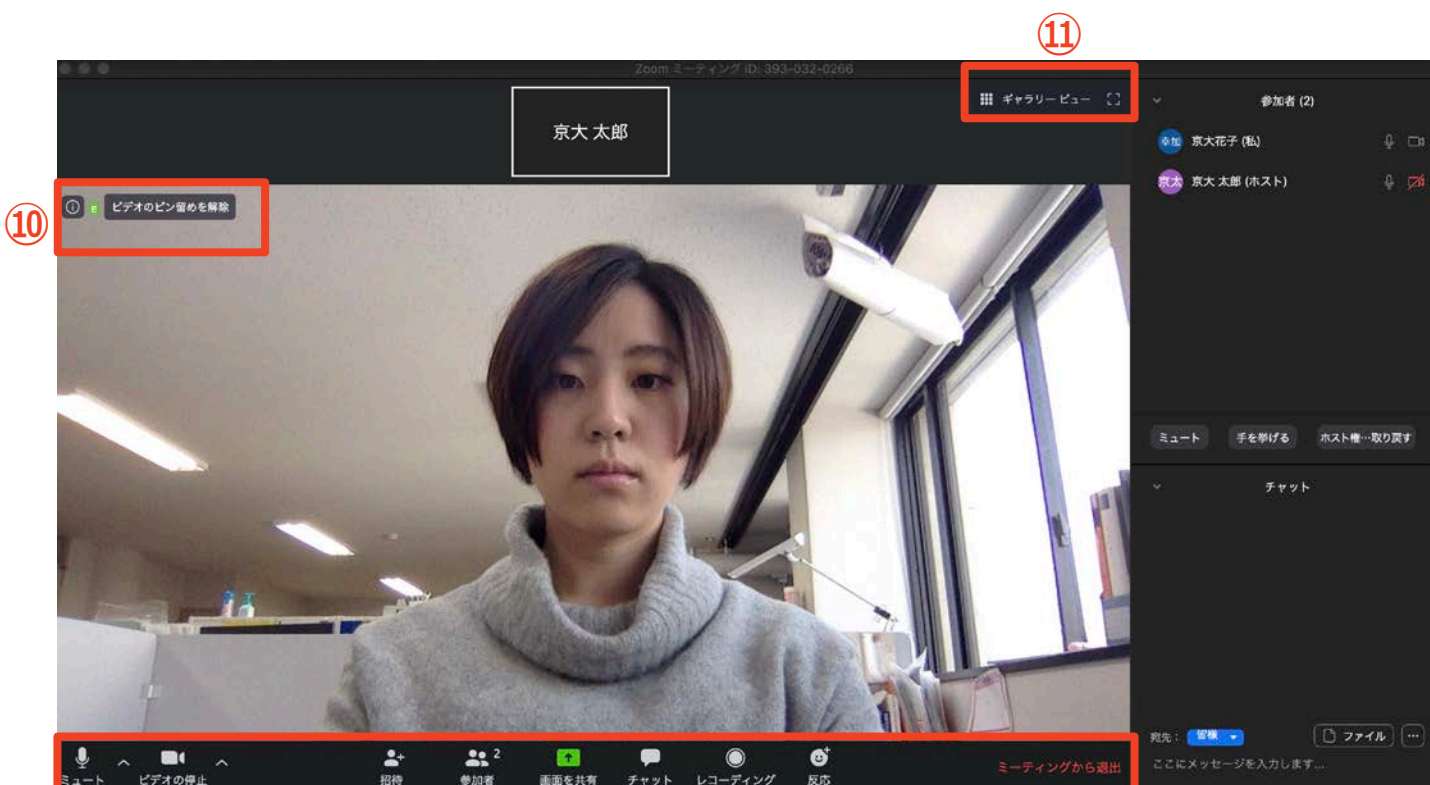 ⑪
Zoom ミーティング ID: 393-032-0266
ギャラリー ビュー
京大 太郎
⑩
ビデオのピン留めを解除
参加者 (2)
幸加 京大花子 (私)
京太 京大 太郎 (ホスト)
ミュート 手を挙げる ホスト権…取り戻す
チャット
宛先： 皆様 ファイル
ここにメッセージを入力します...
ミュート ビデオの停止 招待 参加者 2 画面を共有 チャット レコーディング 反応 ミーティングから退出